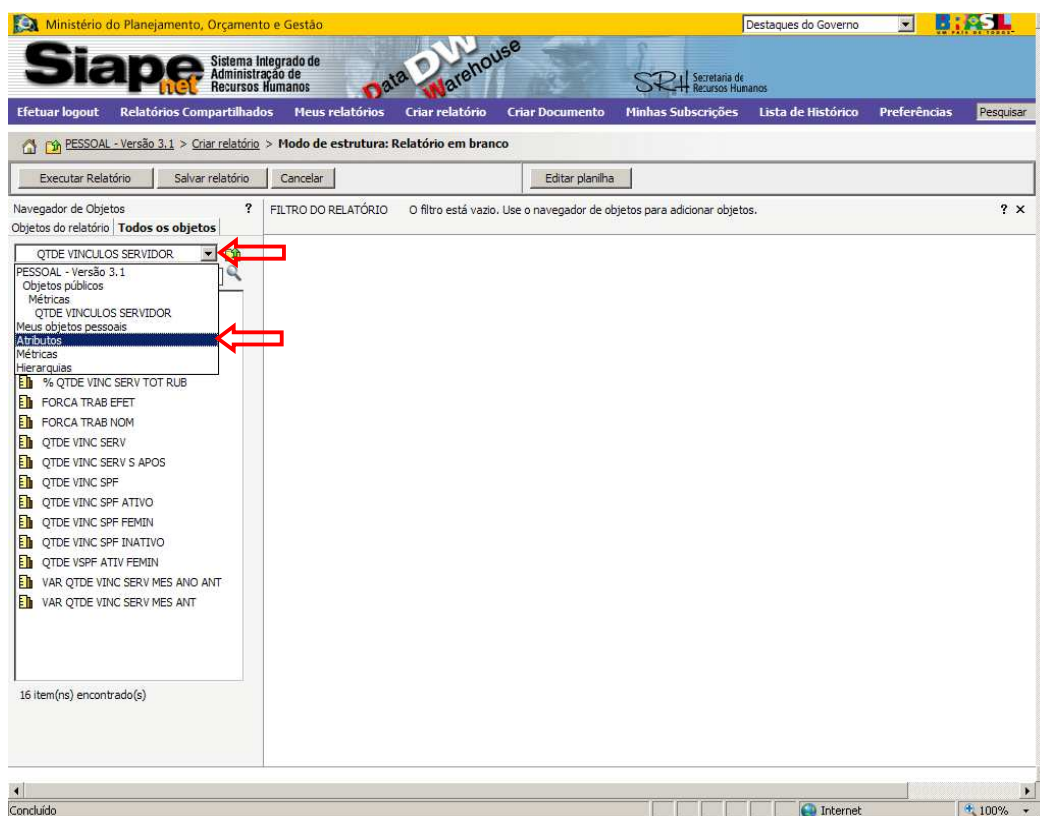 Ministério do Planejamento, Orçamento e Gestão
Destaques do Governo
BRASIL
UM PAÍS DE TODOS
Siape
net
Sistema Integrado de
Administração de
Recursos Humanos
Data DW Warehouse
SRH Secretaria de
Recursos Humanos
Efetuar logout Relatórios Compartilhados Meus relatórios Criar relatório Criar Documento Minhas Subscrições Lista de Histórico Preferências Pesquisar
PESSOAL - Versão 3.1 > Criar relatório > Modo de estrutura: Relatório em branco
Executar Relatório Salvar relatório Cancelar Editar planilha
Navegador de Objetos ?
Objetos do relatório Todos os objetos
FILTRO DO RELATÓRIO O filtro está vazio. Use o navegador de objetos para adicionar objetos. ? ×
QTDE VINCULOS SERVIDOR
PESSOAL - Versão 3.1
Objetos públicos
Métricas
QTDE VINCULOS SERVIDOR
Meus objetos pessoais
Atributos
Métricas
Hierarquias
% QTDE VINC SERV TOT RUB
FORCA TRAB EFET
FORCA TRAB NOM
QTDE VINC SERV
QTDE VINC SERV S APOS
QTDE VINC SPF
QTDE VINC SPF ATIVO
QTDE VINC SPF FEMIN
QTDE VINC SPF INATIVO
QTDE VSPF ATIV FEMIN
VAR QTDE VINC SERV MES ANO ANT
VAR QTDE VINC SERV MES ANT
16 item(ns) encontrado(s)
Concluído Internet 100%